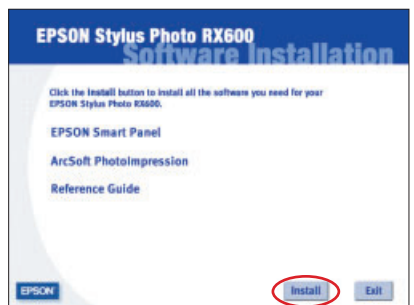 EPSON Stylus Photo RX600
Software Installation
Click the Install button to install all the software you need for your
EPSON Stylus Photo RX600.
EPSON Smart Panel
ArcSoft PhotoImpression
Reference Guide
EPSON
Install
Exit